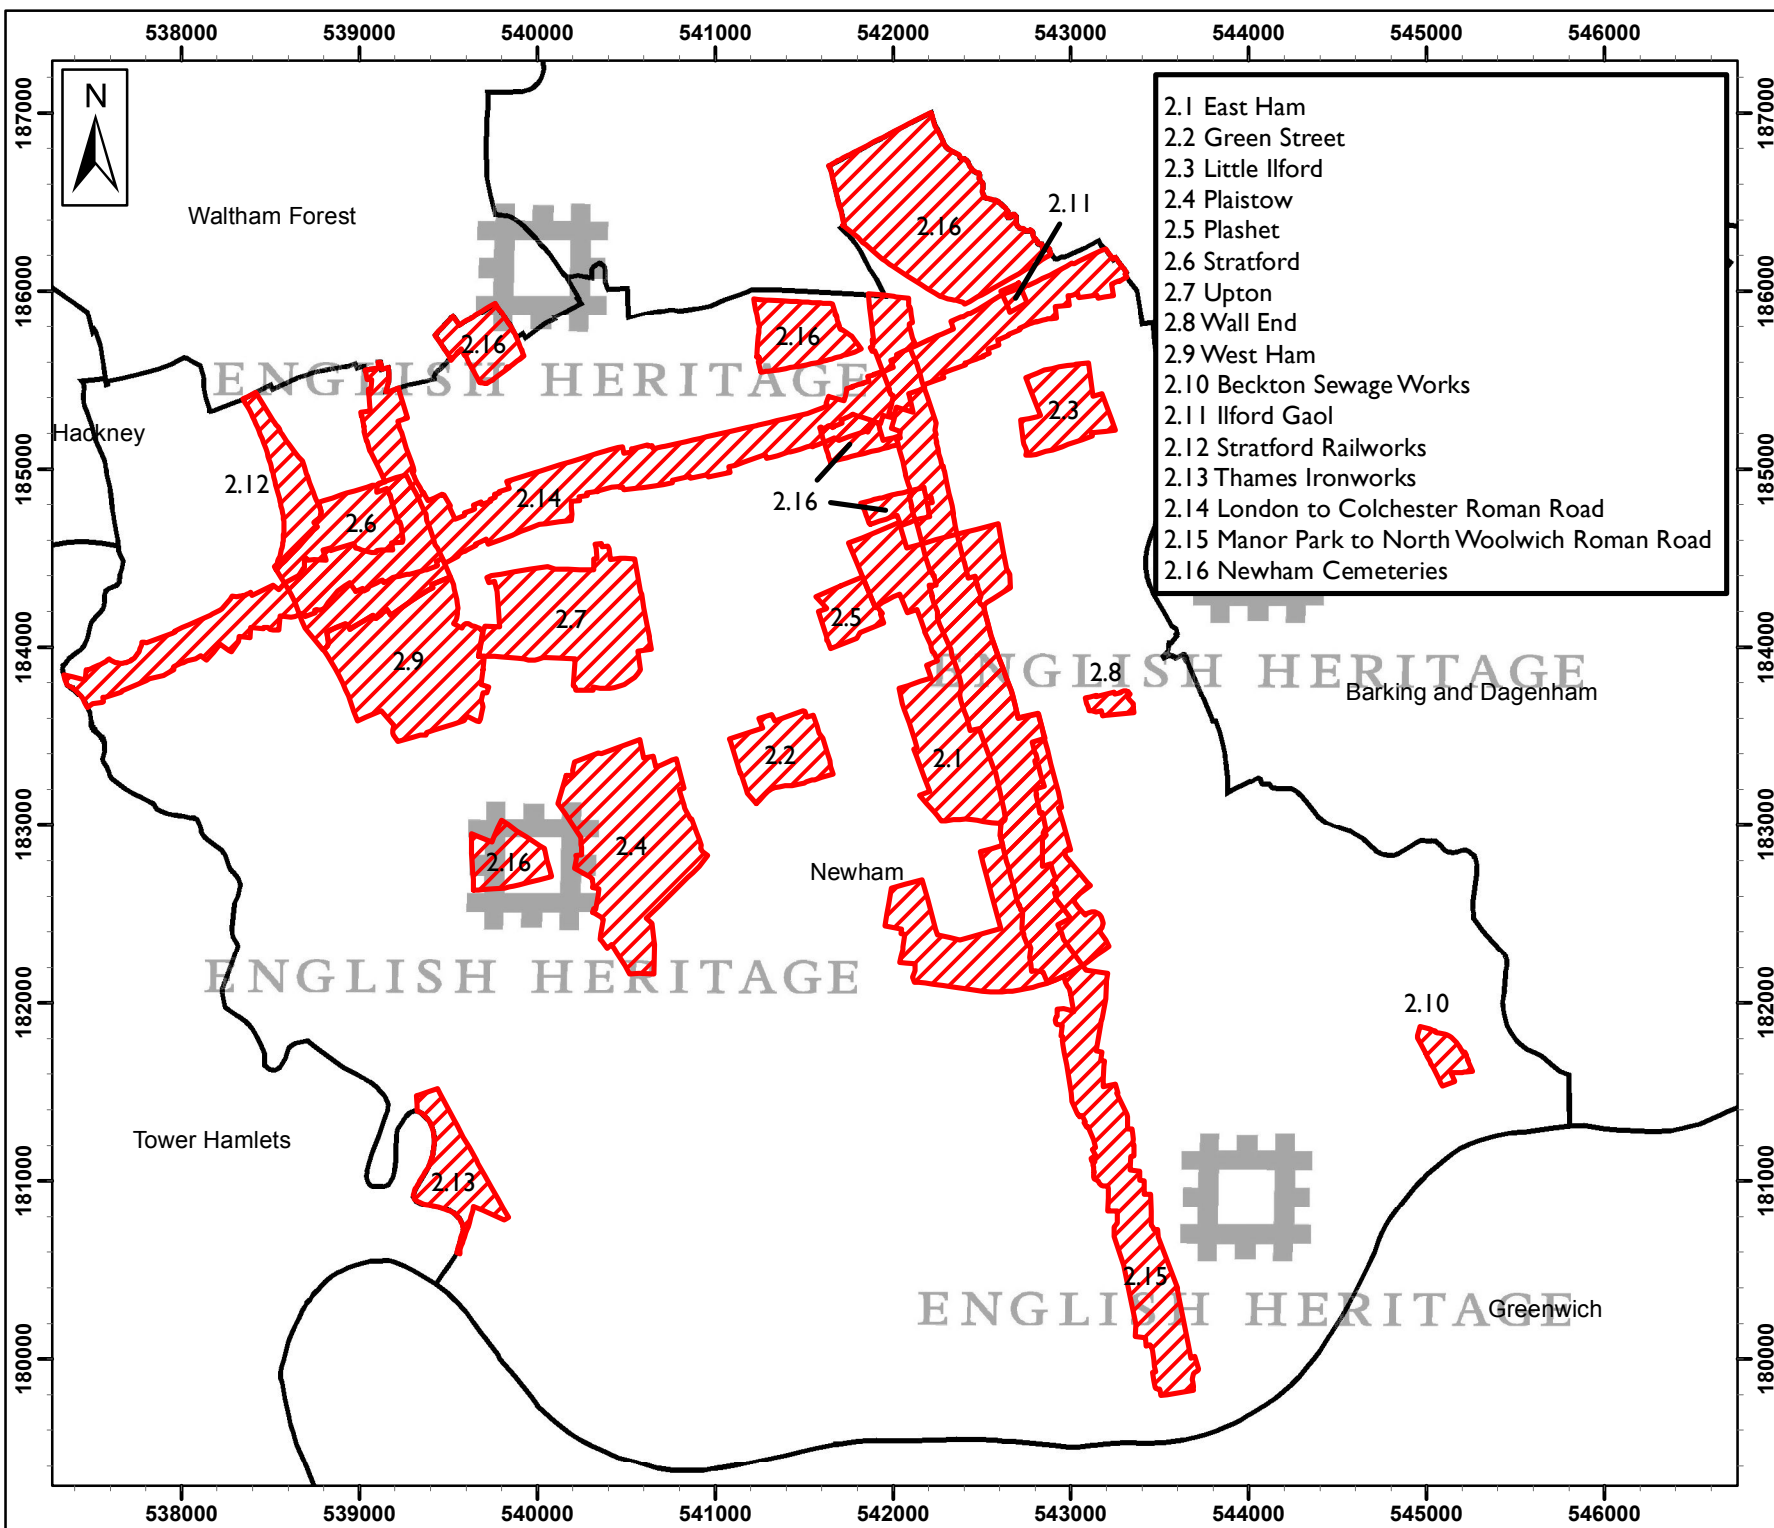 538000 539000 540000 541000 542000 543000 544000 545000 546000
187000 187000
N
2.1 East Ham
2.2 Green Street
2.3 Little Ilford
2.4 Plaistow
2.5 Plashet
2.6 Stratford
2.7 Upton
2.8 Wall End
2.9 West Ham
2.10 Beckton Sewage Works
2.11 Ilford Gaol
2.12 Stratford Railworks
2.13 Thames Ironworks
2.14 London to Colchester Roman Road
2.15 Manor Park to North Woolwich Roman Road
2.16 Newham Cemeteries
Waltham Forest
2.11
2.16
186000 186000
2.16
2.16
ENGLISH HERITAGE
2.3
Hackney
185000 185000
2.12
2.14
2.16
2.6
2.7
2.5
184000 184000
2.9
2.8
ENGLISH HERITAGE
Barking and Dagenham
2.2
2.1
183000 183000
2.4
2.16
Newham
ENGLISH HERITAGE
182000 182000
2.10
Tower Hamlets
2.13
181000 181000
2.15
ENGLISH HERITAGE
Greenwich
180000 180000
538000 539000 540000 541000 542000 543000 544000 545000 546000